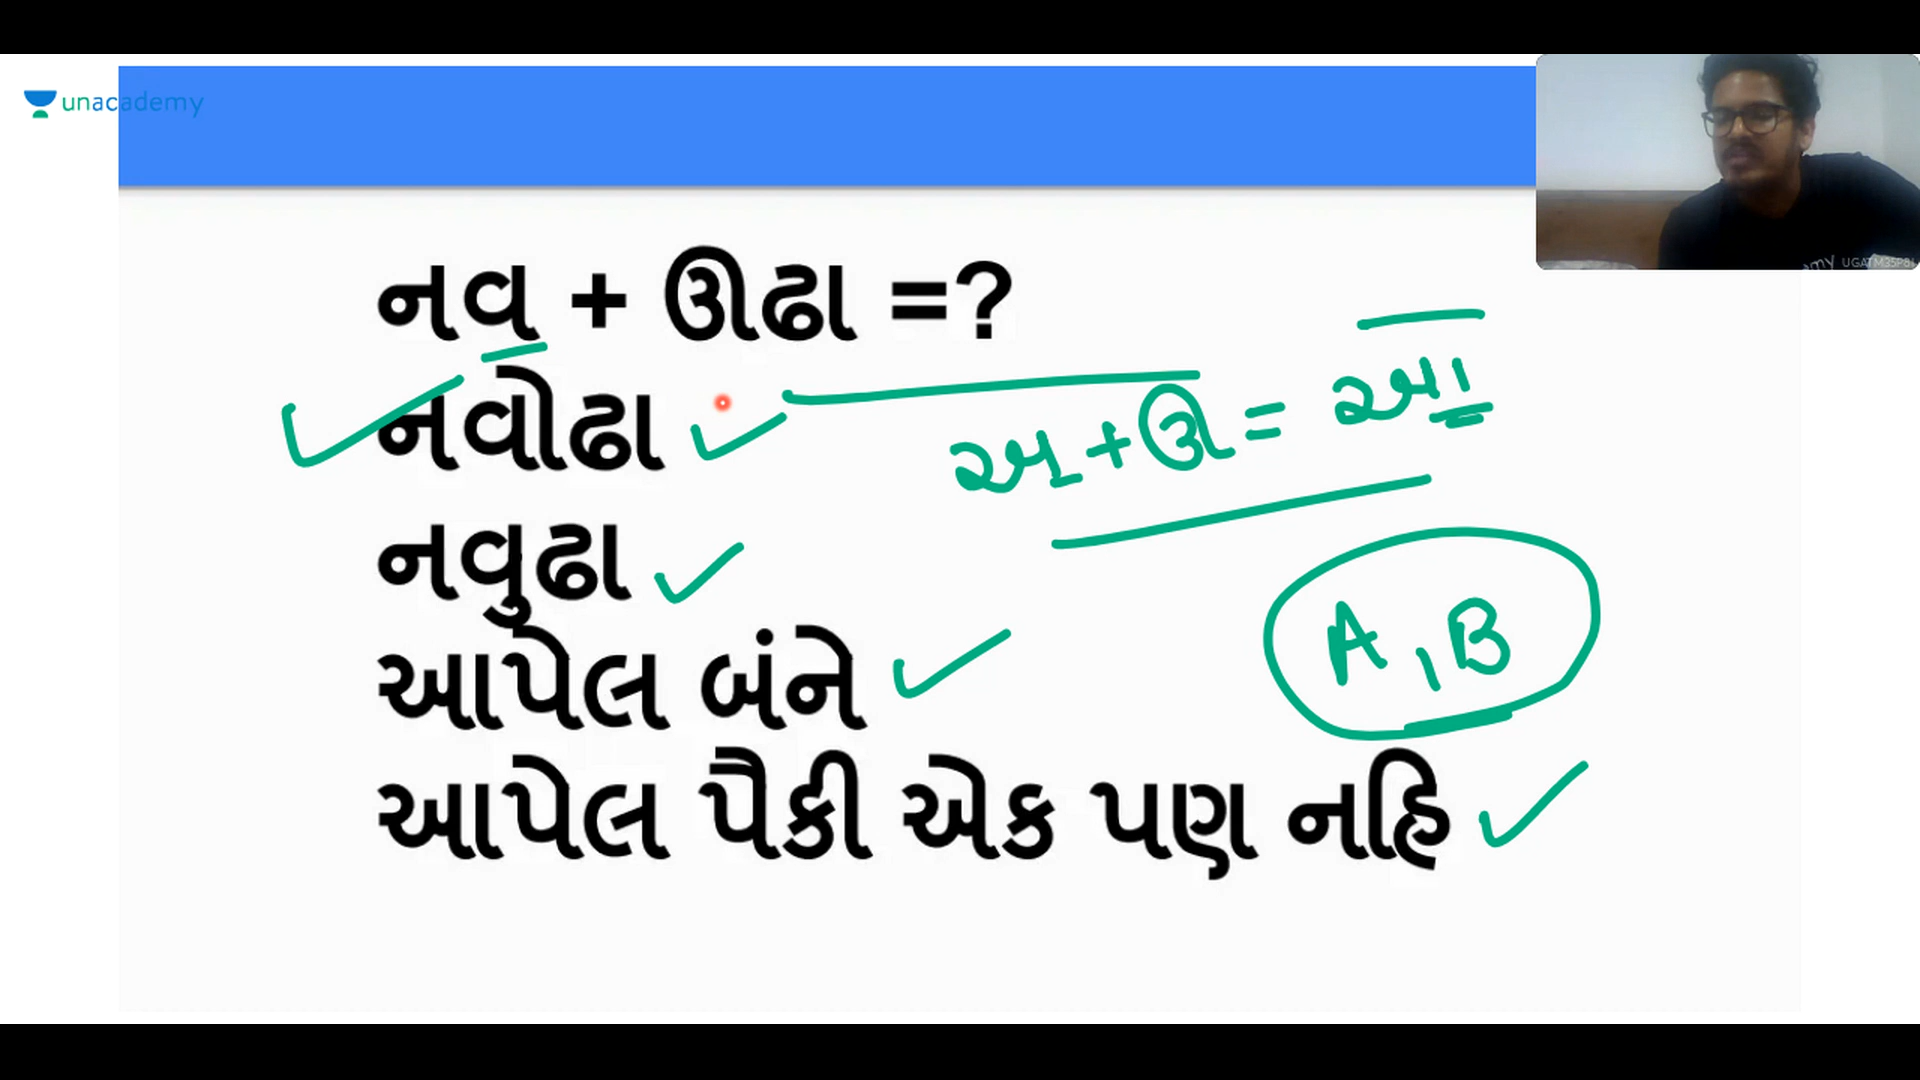 unacademy
નવ + ઊઢા =?
નવોઢા
અ + ઊ =
નવુઢા
A, B
આપેલ બંને
આપેલ પૈકી એક પણ નહિ